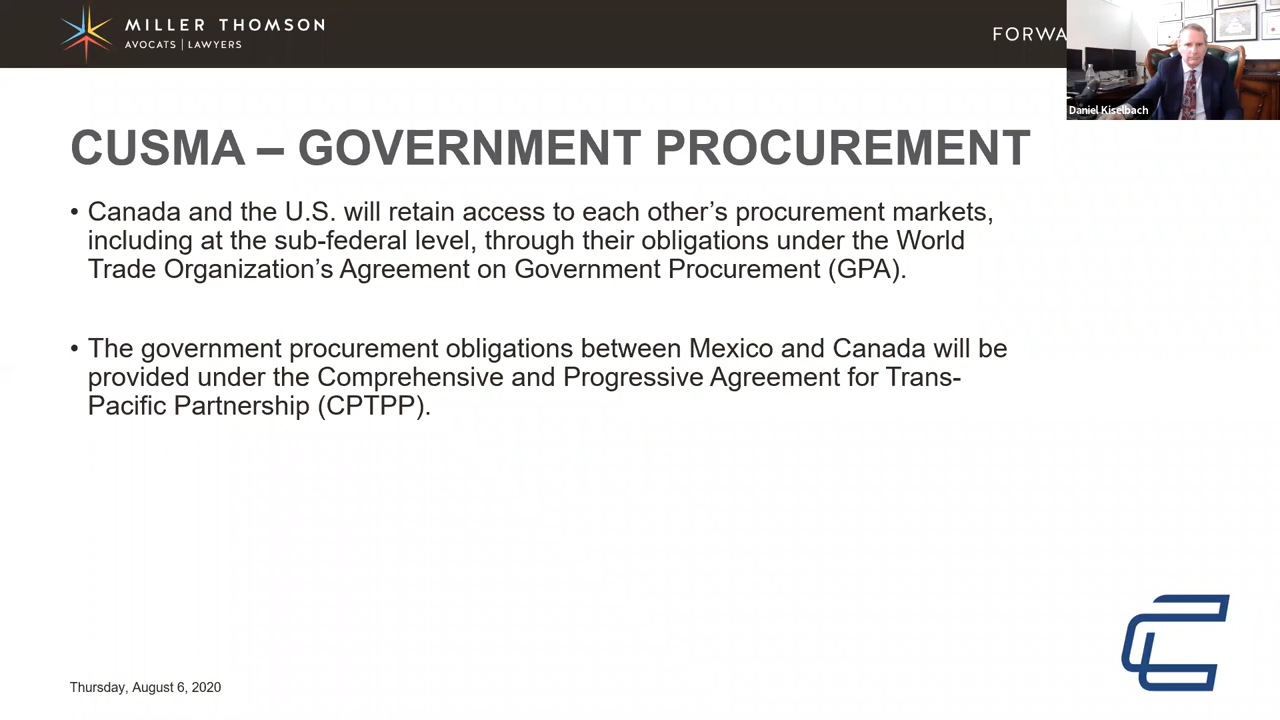 MILLER THOMSON
AVOCATS | LAWYERS
FORWA
Daniel Kiselbach
CUSMA – GOVERNMENT PROCUREMENT
• Canada and the U.S. will retain access to each other’s procurement markets,
including at the sub-federal level, through their obligations under the World
Trade Organization’s Agreement on Government Procurement (GPA).
• The government procurement obligations between Mexico and Canada will be
provided under the Comprehensive and Progressive Agreement for Trans-
Pacific Partnership (CPTPP).
Thursday, August 6, 2020